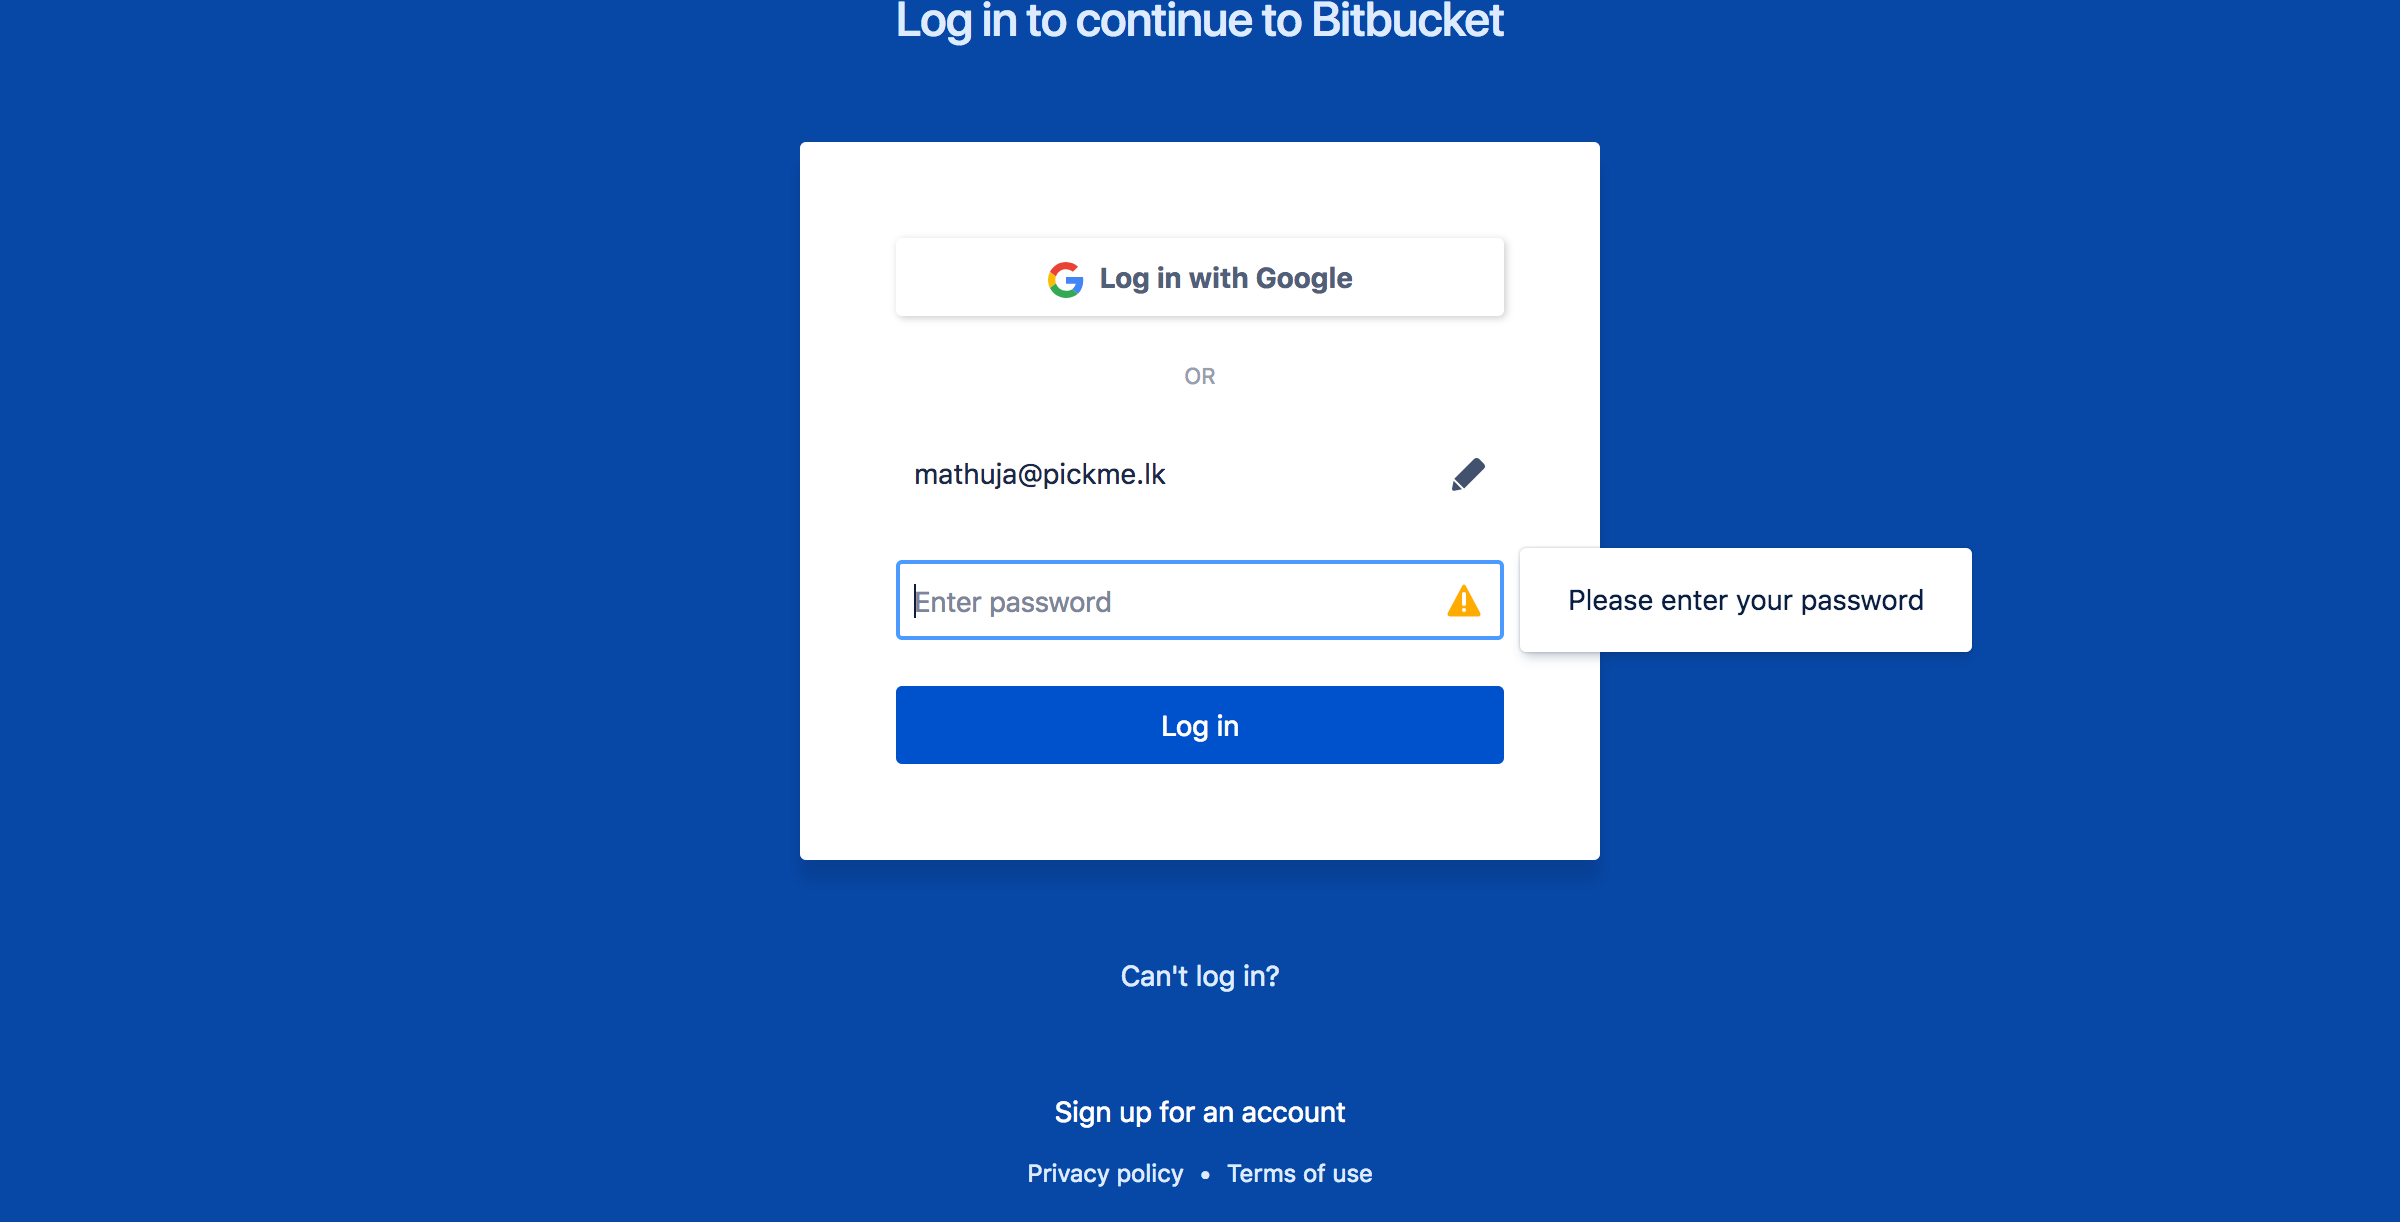 Log in to continue to Bitbucket
Log in with Google
OR
mathuja@pickme.lk
Enter password
Please enter your password
Log in
Can't log in?
Sign up for an account
Privacy policy • Terms of use